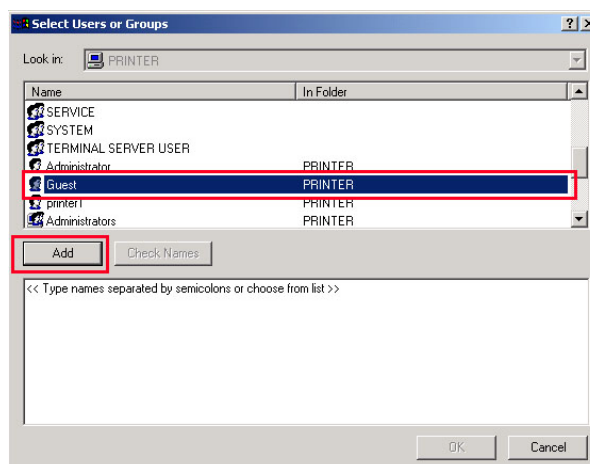 Select Users or Groups
Look in: PRINTER
Name In Folder
SERVICE
SYSTEM
TERMINAL SERVER USER
Administrator PRINTER
Guest PRINTER
printer1 PRINTER
Administrators PRINTER
Add Check Names
<< Type names separated by semicolons or choose from list >>
OK Cancel